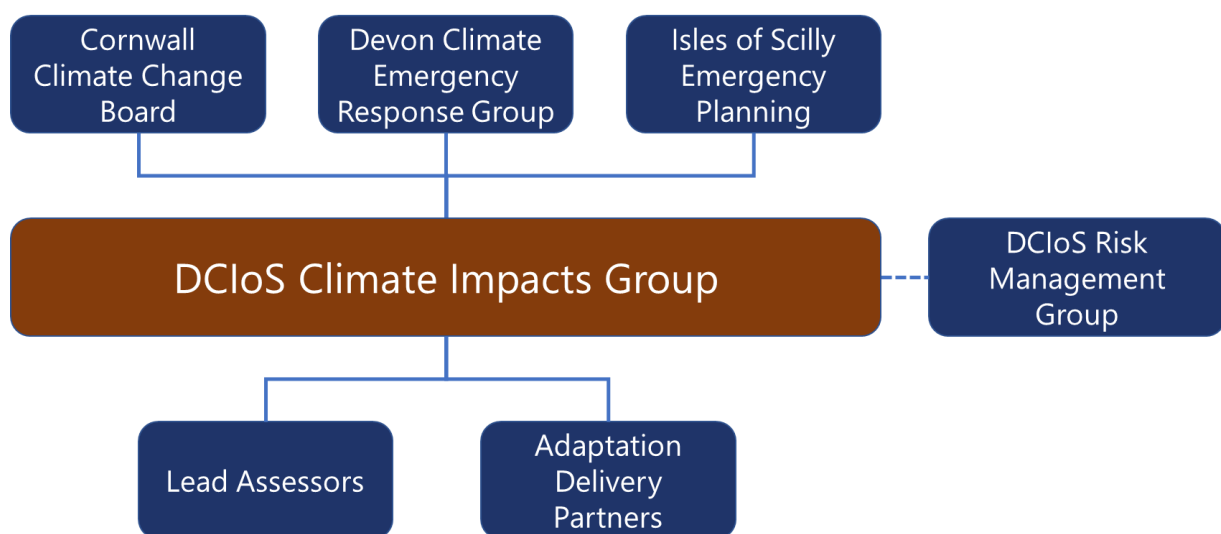 Cornwall
Climate Change
Board
Devon Climate
Emergency
Response Group
Isles of Scilly
Emergency
Planning
DCIoS Climate Impacts Group
DCIoS Risk
Management
Group
Lead Assessors
Adaptation
Delivery
Partners